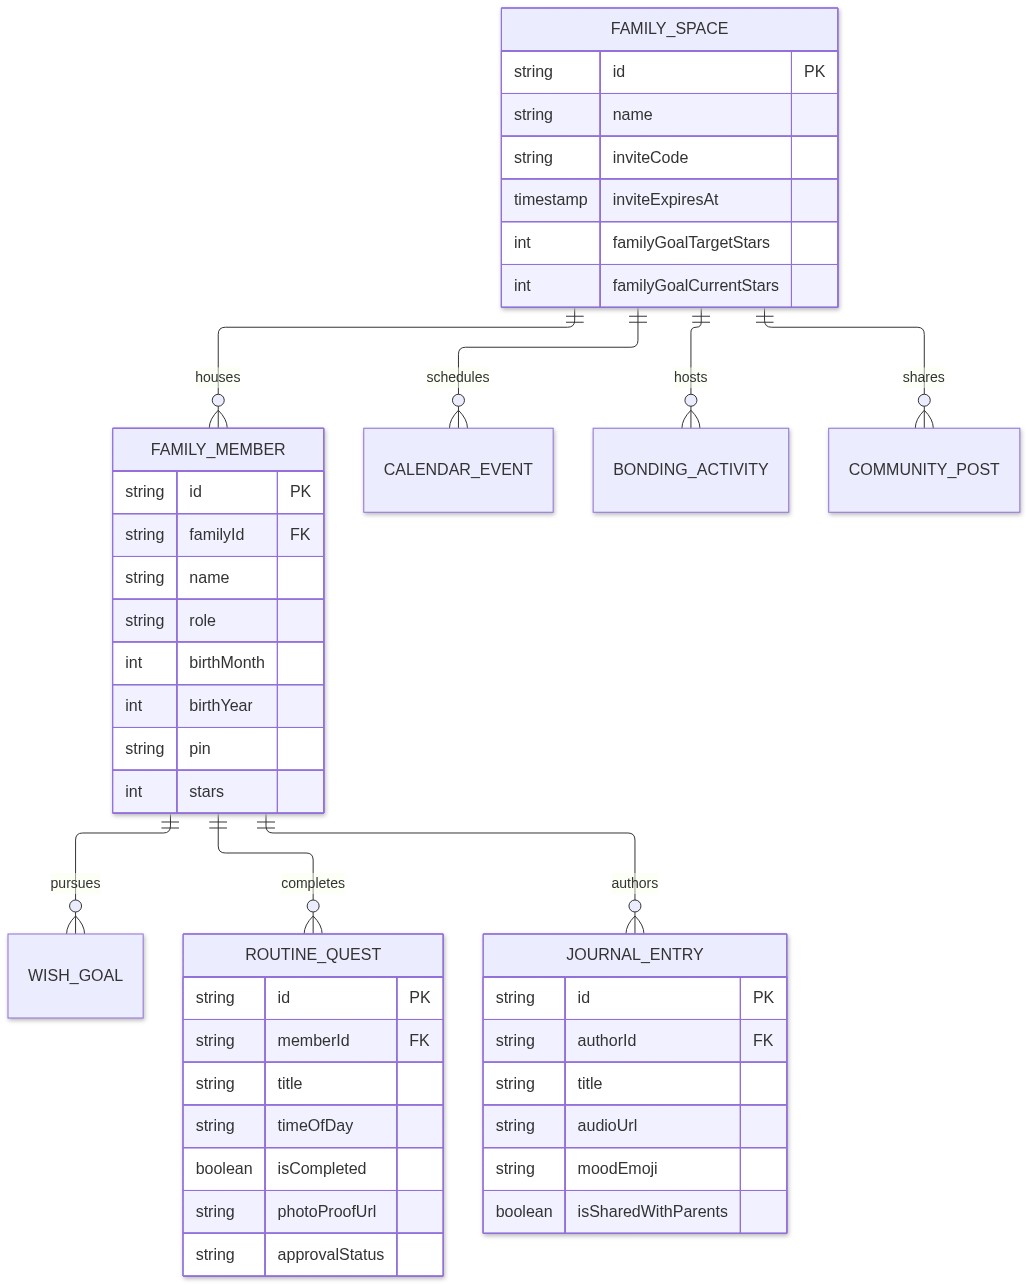 FAMILY_SPACE
string id PK
string name
string inviteCode
timestamp inviteExpiresAt
int familyGoalTargetStars
int familyGoalCurrentStars
houses
schedules
hosts
shares
FAMILY_MEMBER
string id PK
string familyId FK
string name
string role
int birthMonth
int birthYear
string pin
int stars
CALENDAR_EVENT
BONDING_ACTIVITY
COMMUNITY_POST
pursues
completes
authors
WISH_GOAL
ROUTINE_QUEST
string id PK
string memberId FK
string title
string timeOfDay
boolean isCompleted
string photoProofUrl
string approvalStatus
JOURNAL_ENTRY
string id PK
string authorId FK
string title
string audioUrl
string moodEmoji
boolean isSharedWithParents